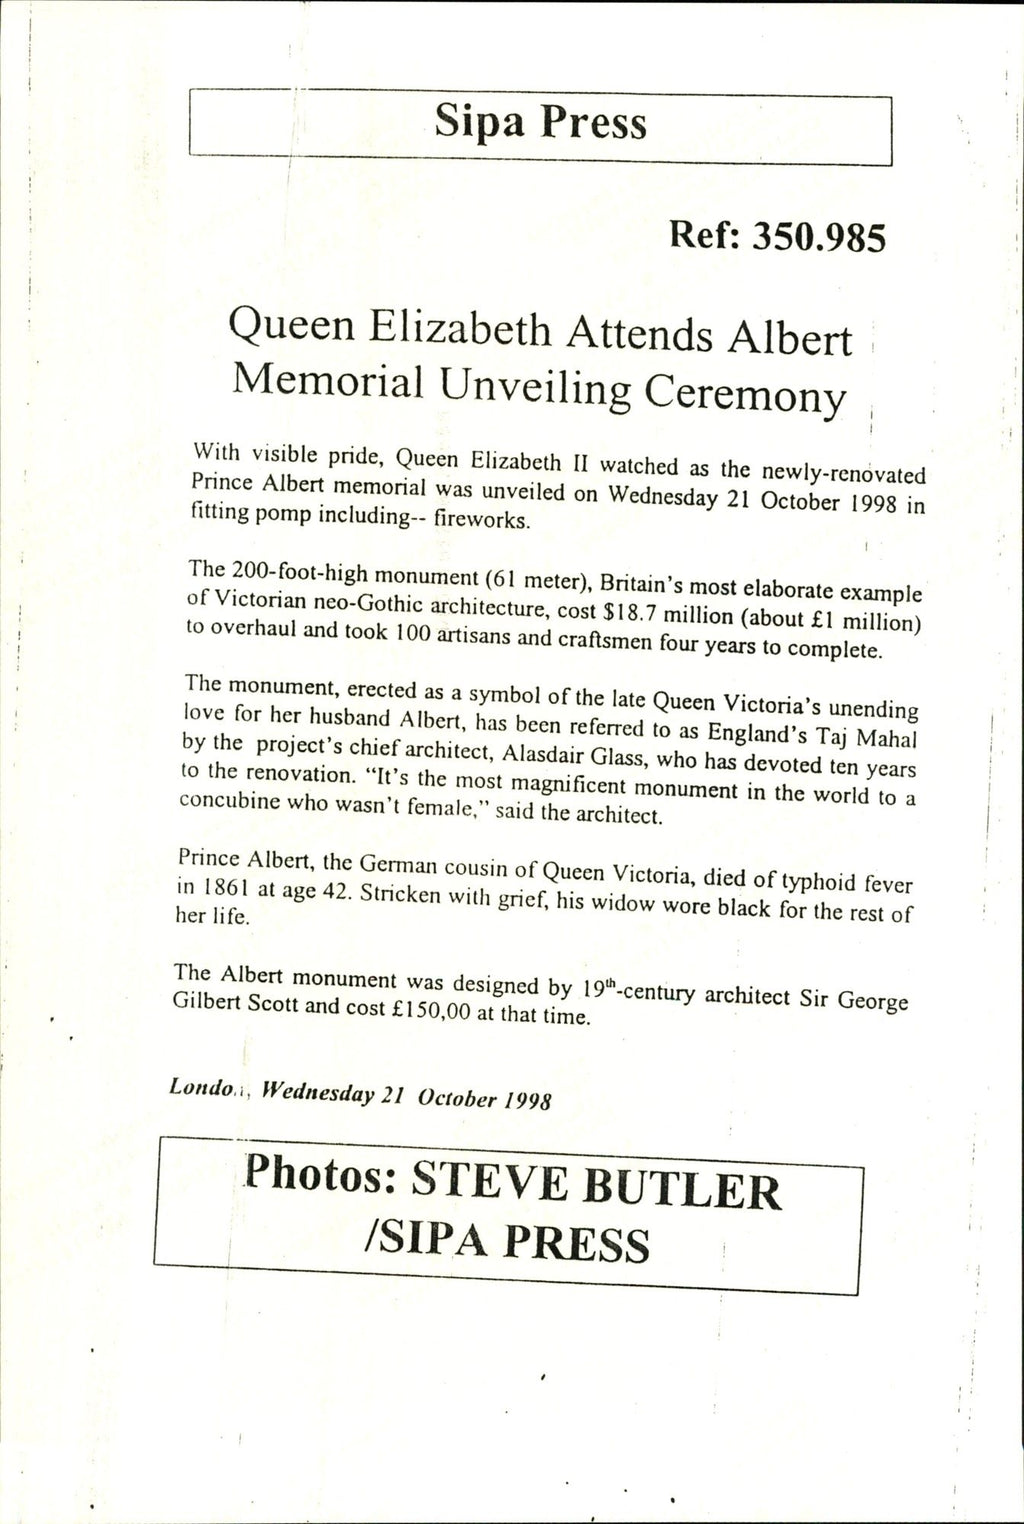 Sipa Press
Ref: 350.985
Queen Elizabeth Attends Albert
Memorial Unveiling Ceremony
With visible pride, Queen Elizabeth II watched as the newly-renovated
Prince Albert memorial was unveiled on Wednesday 21 October 1998 in
fitting pomp including-- fireworks.
The 200-foot-high monument (61 meter), Britain's most elaborate example
of Victorian neo-Gothic architecture, cost $18.7 million (about £1 million)
to overhaul and took 100 artisans and craftsmen four years to complete.
The monument, erected as a symbol of the late Queen Victoria's unending
love for her husband Albert, has been referred to as England's Taj Mahal
by the project's chief architect, Alasdair Glass, who has devoted ten years
to the renovation. "It's the most magnificent monument in the world to a
concubine who wasn't female," said the architect.
Prince Albert, the German cousin of Queen Victoria, died of typhoid fever
in 1861 at age 42. Stricken with grief, his widow wore black for the rest of
her life.
The Albert monument was designed by 19th-century architect Sir George
Gilbert Scott and cost £150,00 at that time.
London, Wednesday 21 October 1998
Photos: STEVE BUTLER
/SIPA PRESS